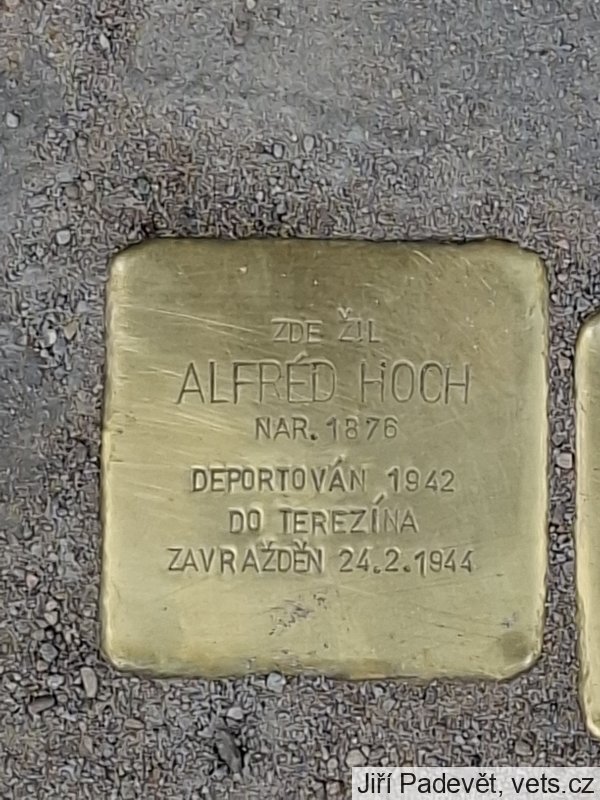 ZDE ŽIL
ALFRÉD HOCH
NAR. 1876
DEPORTOVÁN 1942
DO TEREZÍNA
ZAVRAŽDĚN 24.2.1944
Jiří Padevět, vets.cz